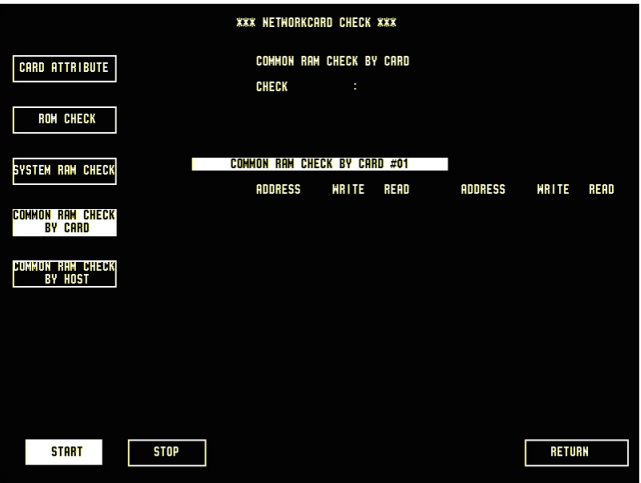 *** NETWORKCARD CHECK ***
COMMON RAM CHECK BY CARD
CHECK :
CARD ATTRIBUTE
ROM CHECK
SYSTEM RAM CHECK
COMMON RAM CHECK
BY CARD
COMMON RAM CHECK
BY HOST
COMMON RAM CHECK BY CARD #01
ADDRESS WRITE READ ADDRESS WRITE READ
START STOP RETURN